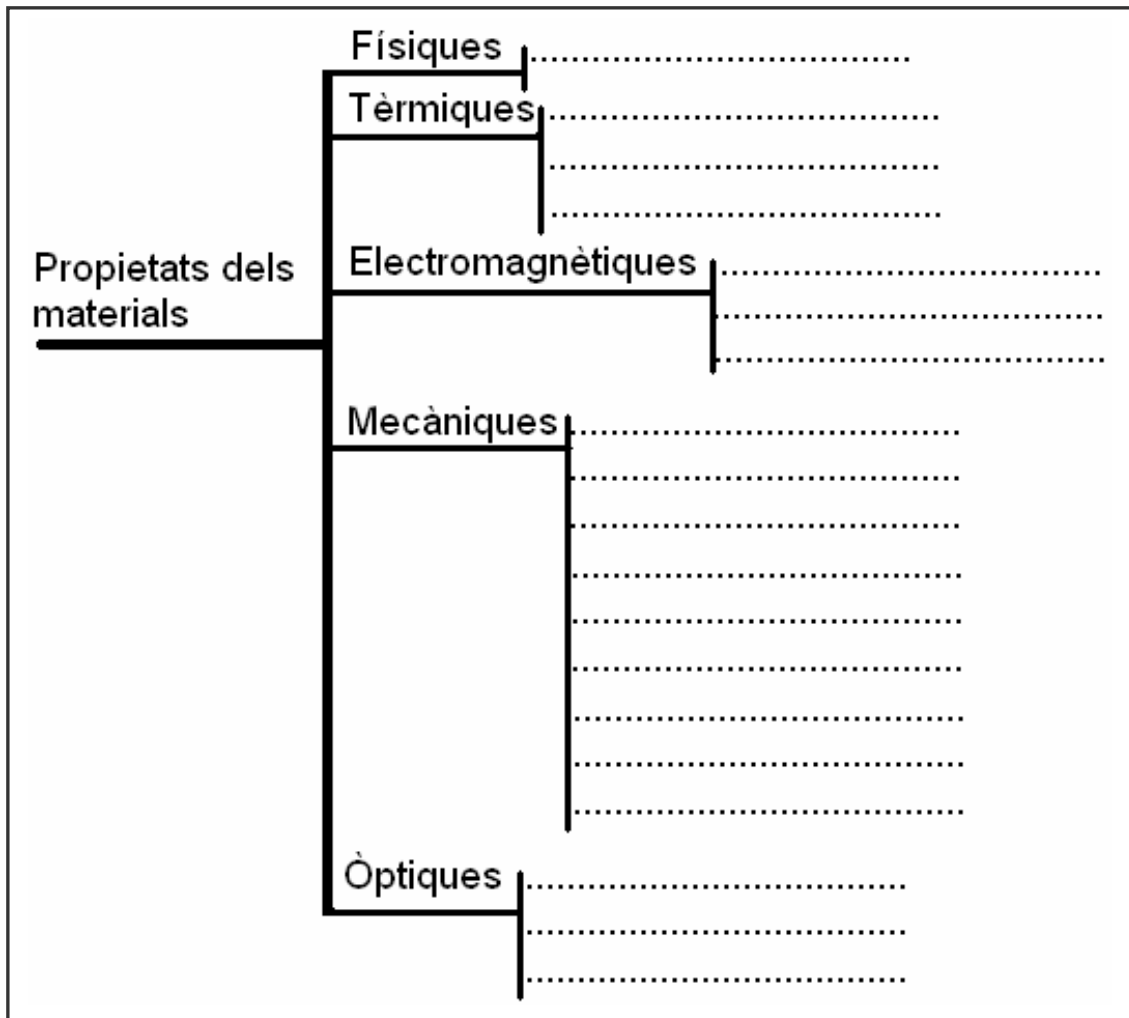 Físiques
Tèrmiques
Propietats dels
materials
Electromagnètiques
Mecàniques
Òptiques